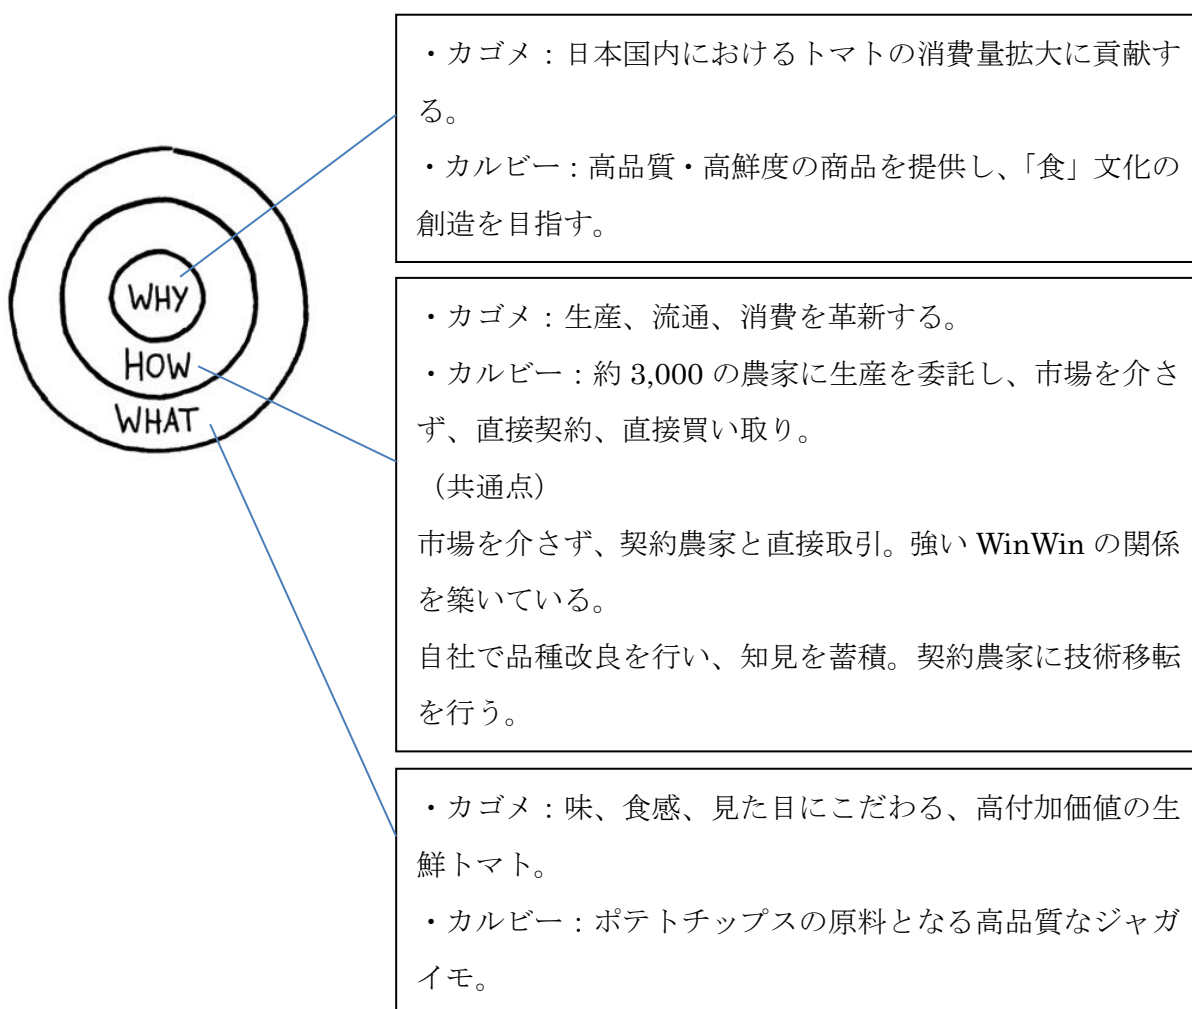 ・カゴメ：日本国内におけるトマトの消費量拡大に貢献す
る。
・カルビー：高品質・高鮮度の商品を提供し、「食」文化の
創造を目指す。
WHY
HOW
WHAT
・カゴメ：生産、流通、消費を革新する。
・カルビー：約 3,000 の農家に生産を委託し、市場を介さ
ず、直接契約、直接買い取り。
（共通点）
市場を介さず、契約農家と直接取引。強い WinWin の関係
を築いている。
自社で品種改良を行い、知見を蓄積。契約農家に技術移転
を行う。
・カゴメ：味、食感、見た目にこだわる、高付加価値の生
鮮トマト。
・カルビー：ポテトチップスの原料となる高品質なジャガ
イモ。